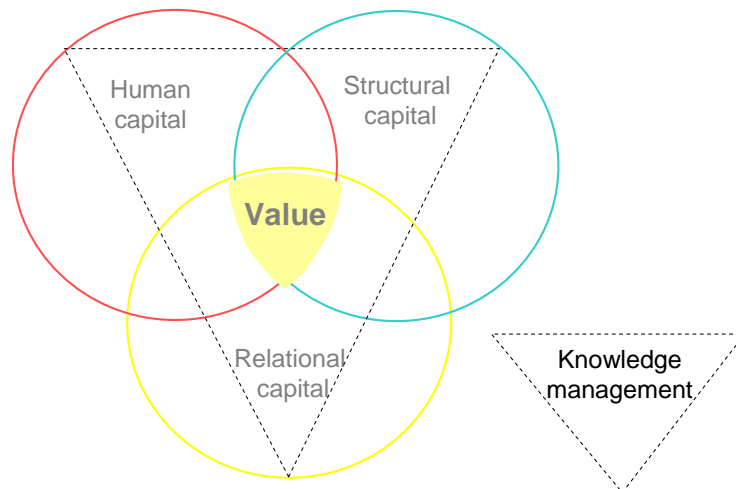 Human
capital
Structural
capital
Value
Relational
capital
Knowledge
management